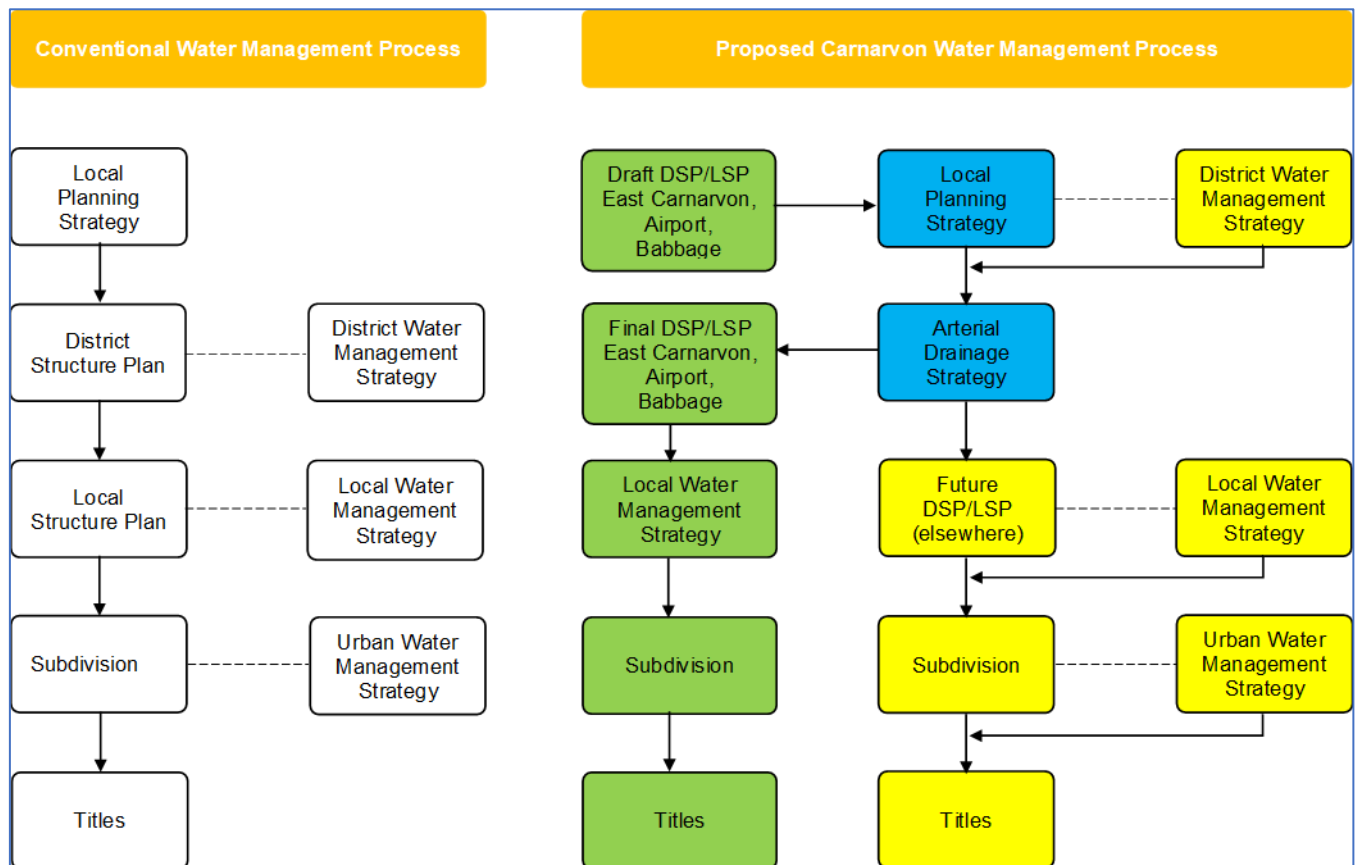 Conventional Water Management Process
Proposed Carnarvon Water Management Process
Local
Planning
Strategy
District
Structure Plan
District Water
Management
Strategy
Local
Structure Plan
Local Water
Management
Strategy
Subdivision
Urban Water
Management
Strategy
Titles
Draft DSP/LSP
East Carnarvon,
Airport,
Babbage
Local
Planning
Strategy
District Water
Management
Strategy
Final DSP/LSP
East Carnarvon,
Airport,
Babbage
Arterial
Drainage
Strategy
Local Water
Management
Strategy
Future
DSP/LSP
(elsewhere)
Local Water
Management
Strategy
Subdivision
Subdivision
Urban Water
Management
Strategy
Titles
Titles